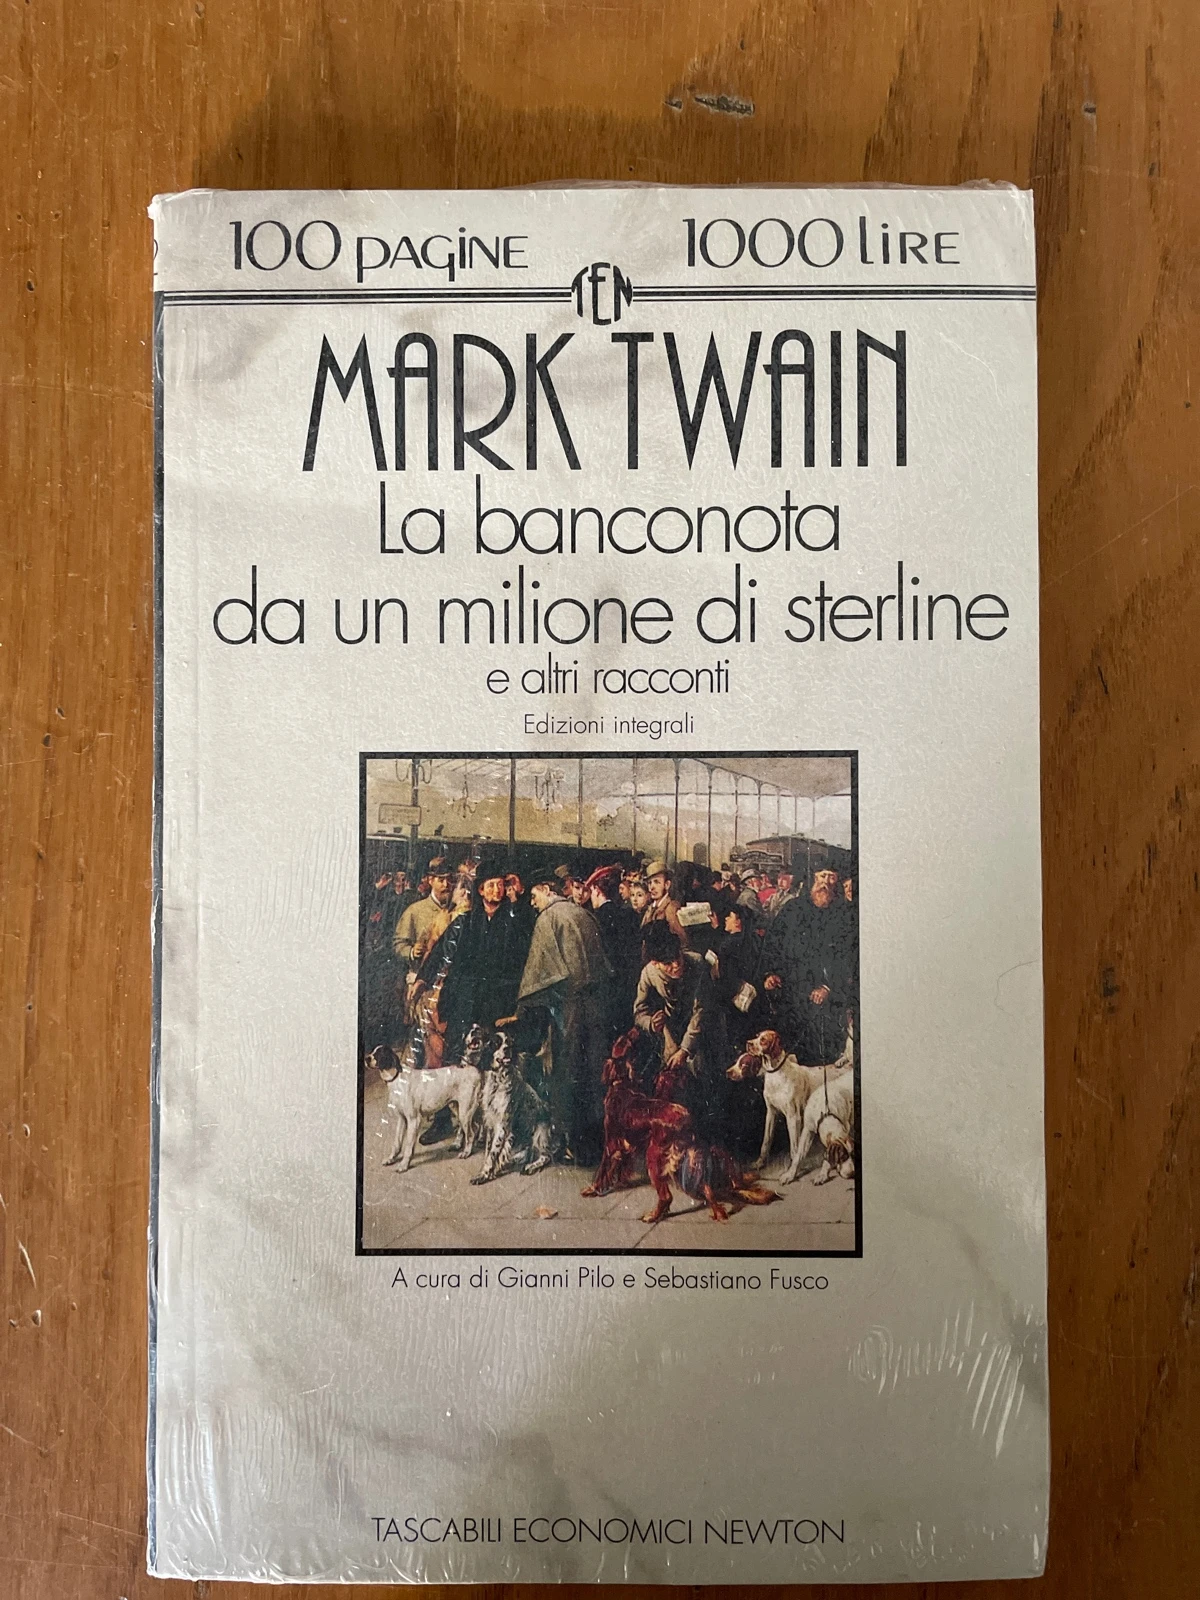 100 PAGINE 1000 LIRE
TEN
MARK TWAIN
La banconota
da un milione di sterline
e altri racconti
Edizioni integrali
A cura di Gianni Pilo e Sebastiano Fusco
TASCABILI ECONOMICI NEWTON